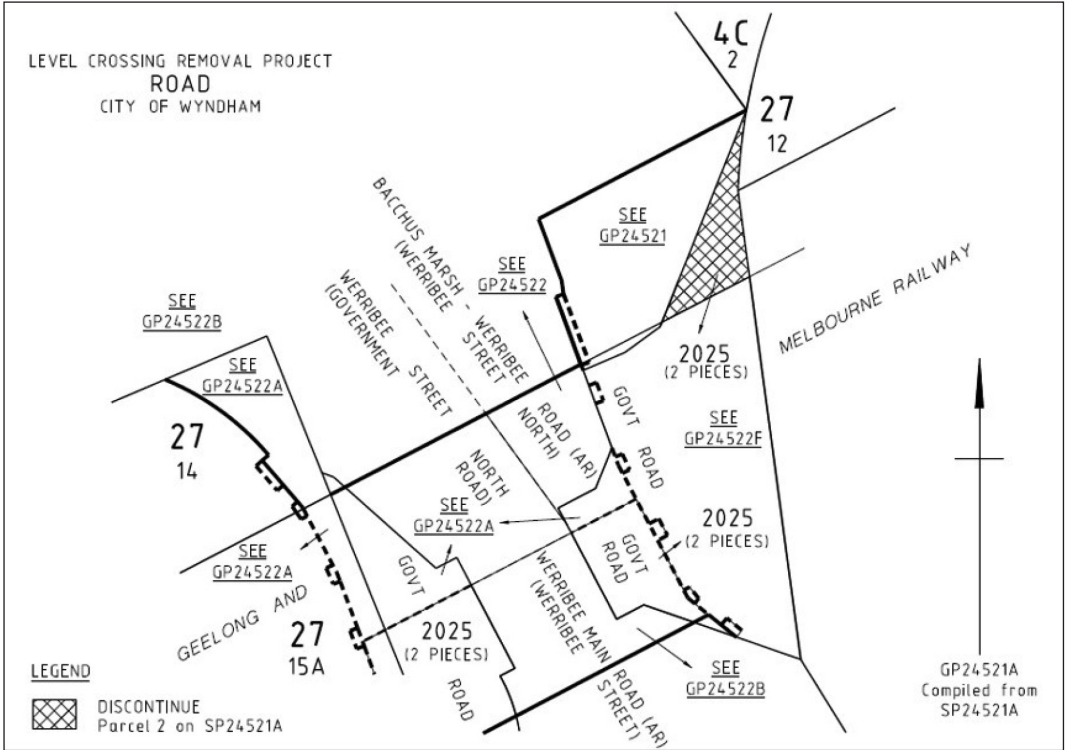 LEVEL CROSSING REMOVAL PROJECT
ROAD
CITY OF WYNDHAM
4C
2
27
12
SEE
GP24521
BACCHUS MARSH - WERRIBEE
(WERRIBEE STREET
ROAD (AR)
NORTH)
SEE
GP24522
WERRIBEE STREET
(GOVERNMENT
NORTH
ROAD)
MELBOURNE RAILWAY
2025
(2 PIECES)
SEE
GP24522B
SEE
GP24522A
27
14
GOVT ROAD
SEE
GP24522F
SEE
GP24522A
2025
(2 PIECES)
SEE
GP24522A
GOVT
ROAD
GOVT
ROAD
GEELONG AND
27
15A
2025
(2 PIECES)
WERRIBEE MAIN ROAD (AR)
(WERRIBEE STREET)
SEE
GP24522B
LEGEND
DISCONTINUE
Parcel 2 on SP24521A
GP24521A
Compiled from
SP24521A